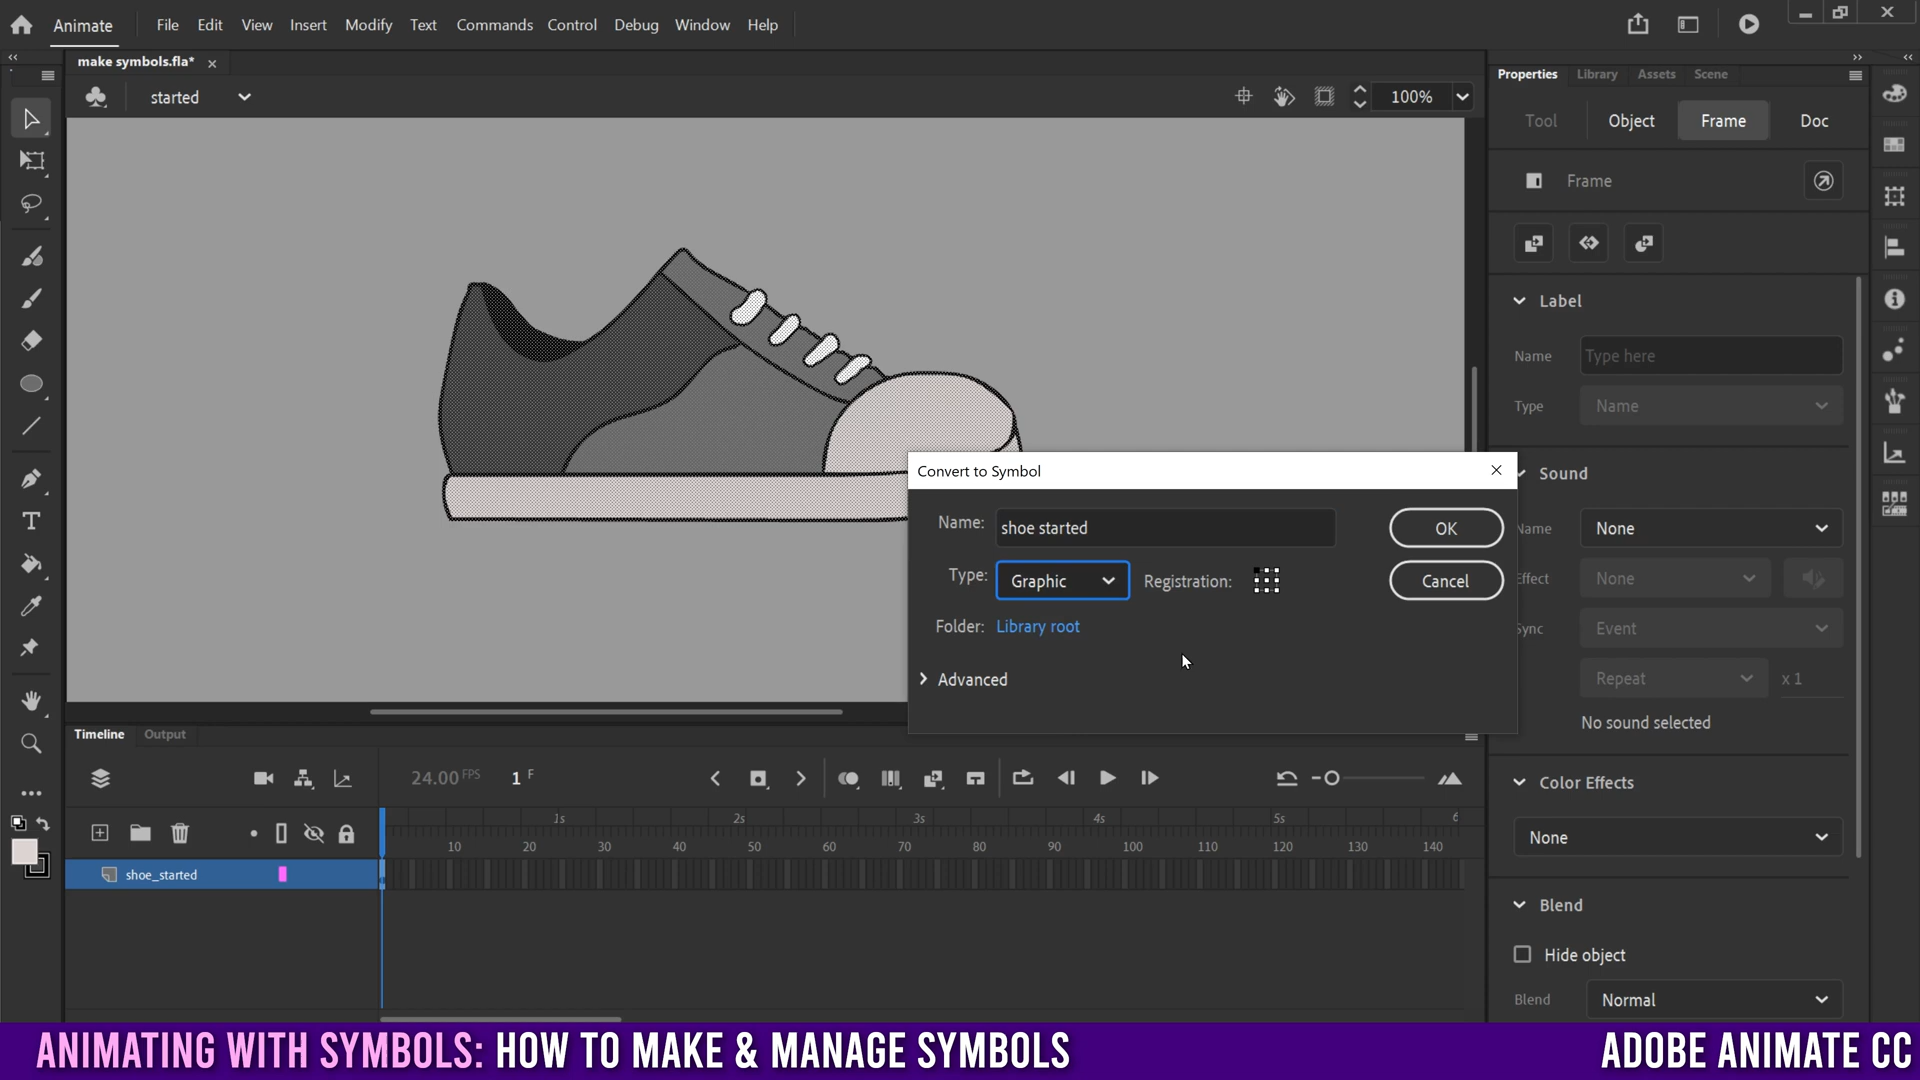 Animate File Edit View Insert Modify Text Commands Control Debug Window Help
make symbols.fla*
started 100%
Properties Library Assets Scene
Tool Object Frame Doc
Frame
Label
Name Type here
Type Name
Sound
Name None
Effect None
Sync Event
Repeat x 1
No sound selected
Color Effects
None
Blend
Hide object
Blend Normal
Convert to Symbol
Name: shoe started OK
Type: Graphic Registration: Cancel
Folder: Library root
Advanced
Timeline Output
24.00 FPS 1 F
1s 2s 3s 4s 5s 6
10 20 30 40 50 60 70 80 90 100 110 120 130 140
shoe_started
ANIMATING WITH SYMBOLS: HOW TO MAKE & MANAGE SYMBOLS ADOBE ANIMATE CC